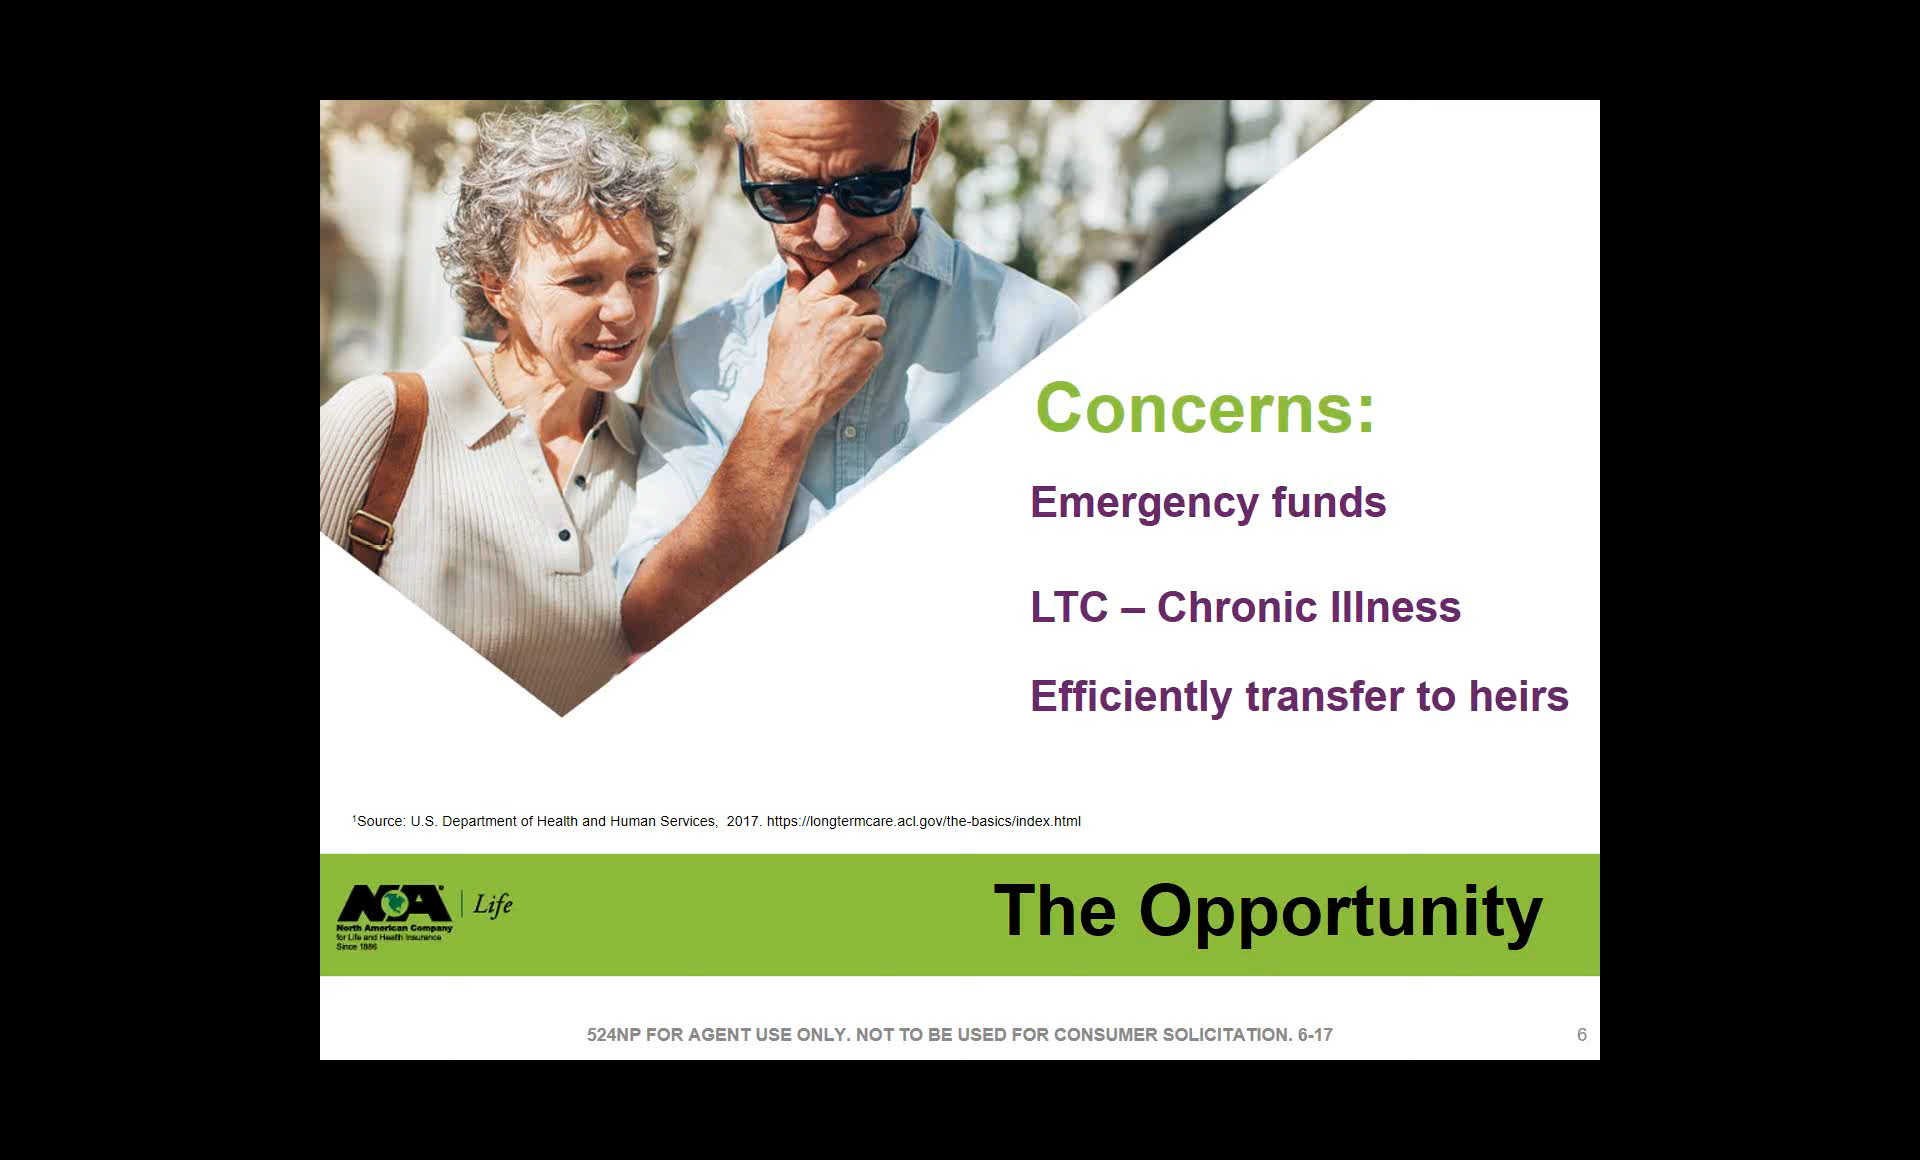 Concerns:
Emergency funds
LTC – Chronic Illness
Efficiently transfer to heirs
¹Source: U.S. Department of Health and Human Services, 2017. https://longtermcare.acl.gov/the-basics/index.html
NA® | Life
North American Company
for Life and Health Insurance
Since 1886
The Opportunity
524NP FOR AGENT USE ONLY. NOT TO BE USED FOR CONSUMER SOLICITATION. 6-17
6